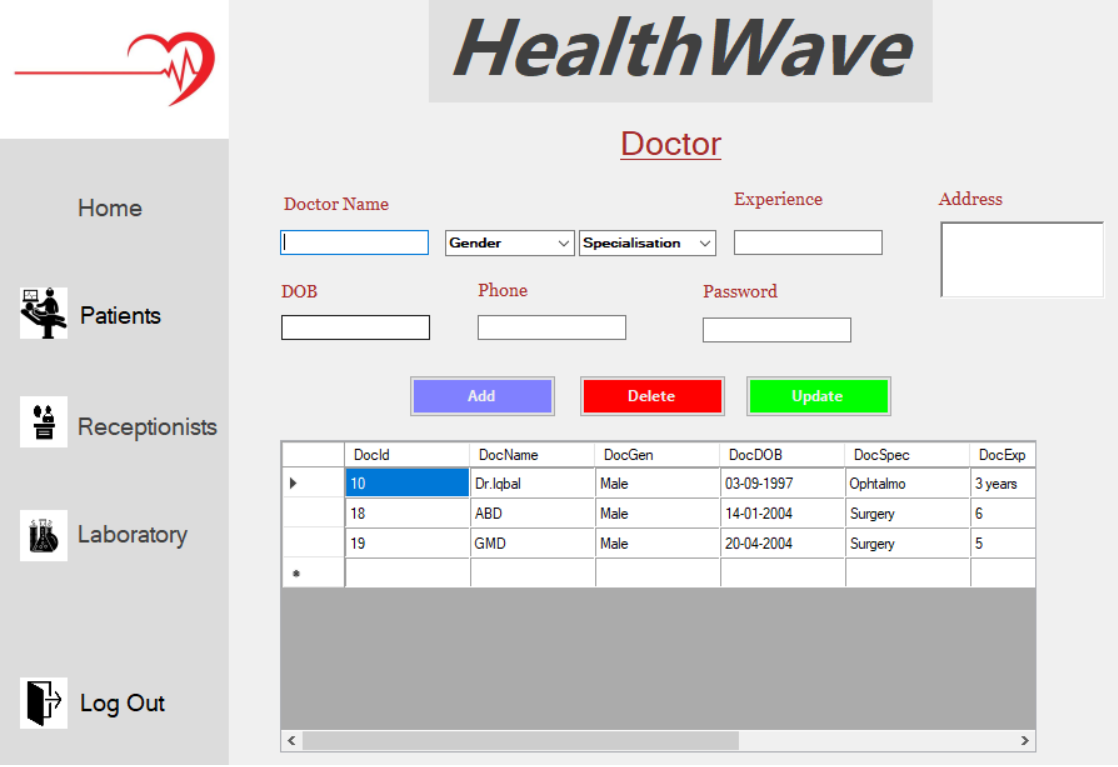 HealthWave
Doctor
Home
Patients
Receptionists
Laboratory
Log Out
Doctor Name
Gender
Specialisation
Experience
Address
DOB
Phone
Password
Add Delete Update
DocId DocName DocGen DocDOB DocSpec DocExp
10 Dr.Iqbal Male 03-09-1997 Ophtalmo 3 years
18 ABD Male 14-01-2004 Surgery 6
19 GMD Male 20-04-2004 Surgery 5